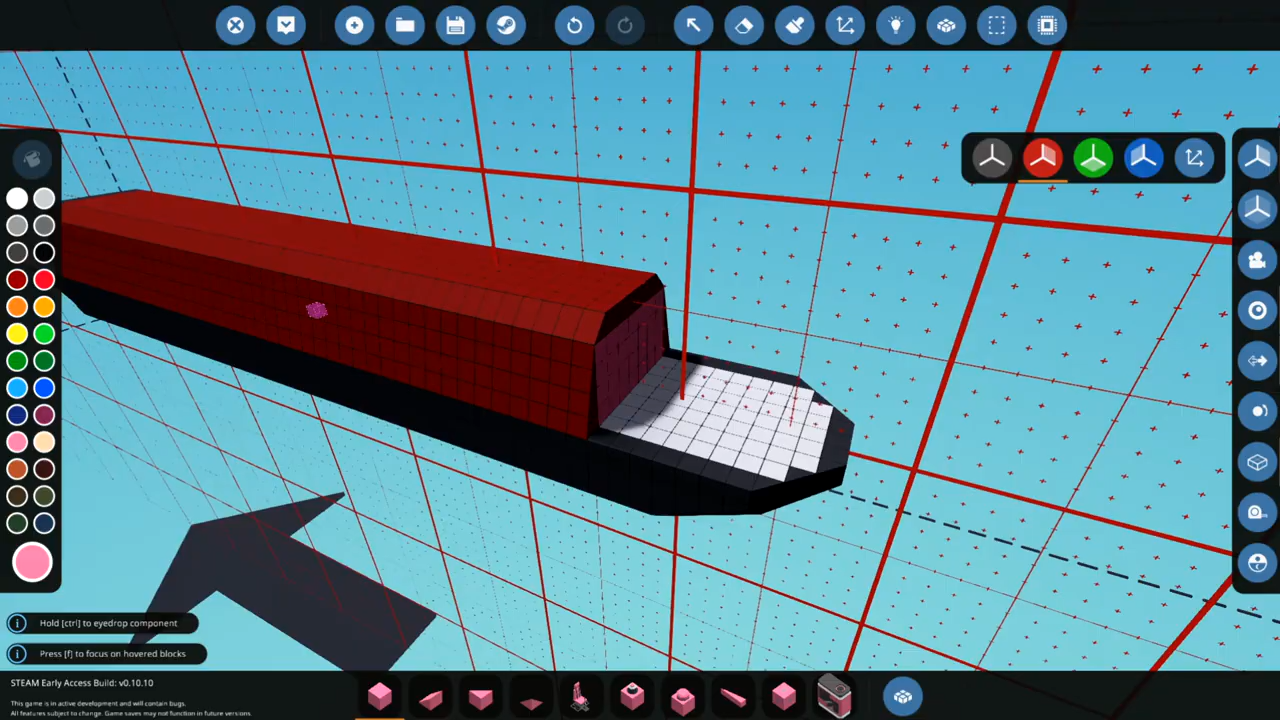 Hold [ctrl] to eyedrop component
Press [f] to focus on hovered blocks
STEAM Early Access Build: v0.10.10
This game is in active development and will contain bugs.
All features subject to change. Game saves may not function in future versions